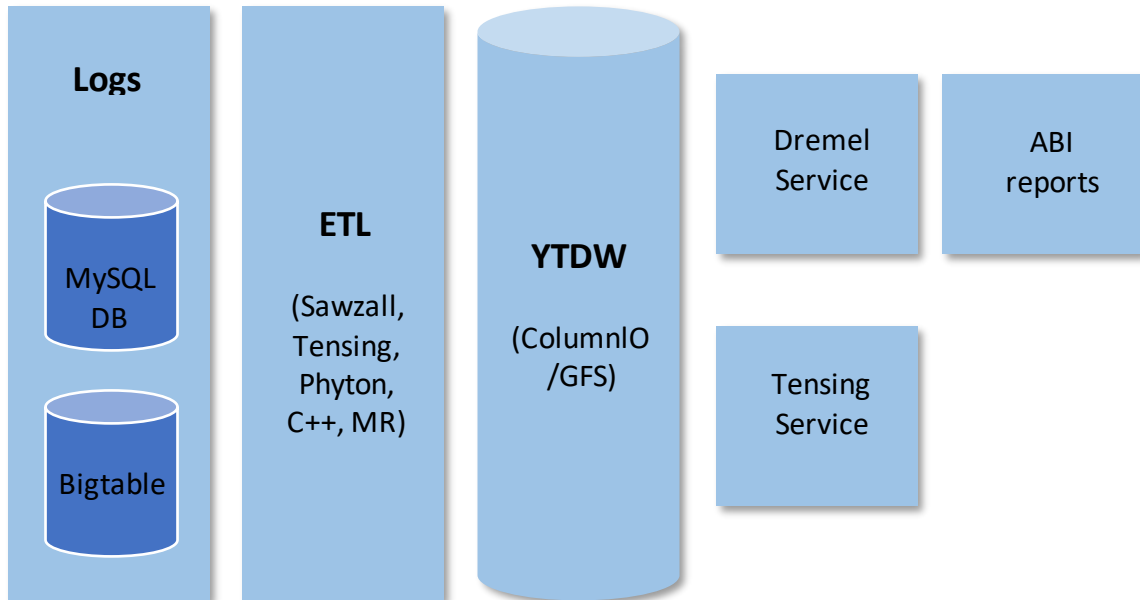 Logs
MySQL
DB
Bigtable
ETL
(Sawzall,
Tensing,
Phyton,
C++, MR)
YTDW
(ColumnIO
/GFS)
Dremel
Service
ABI
reports
Tensing
Service